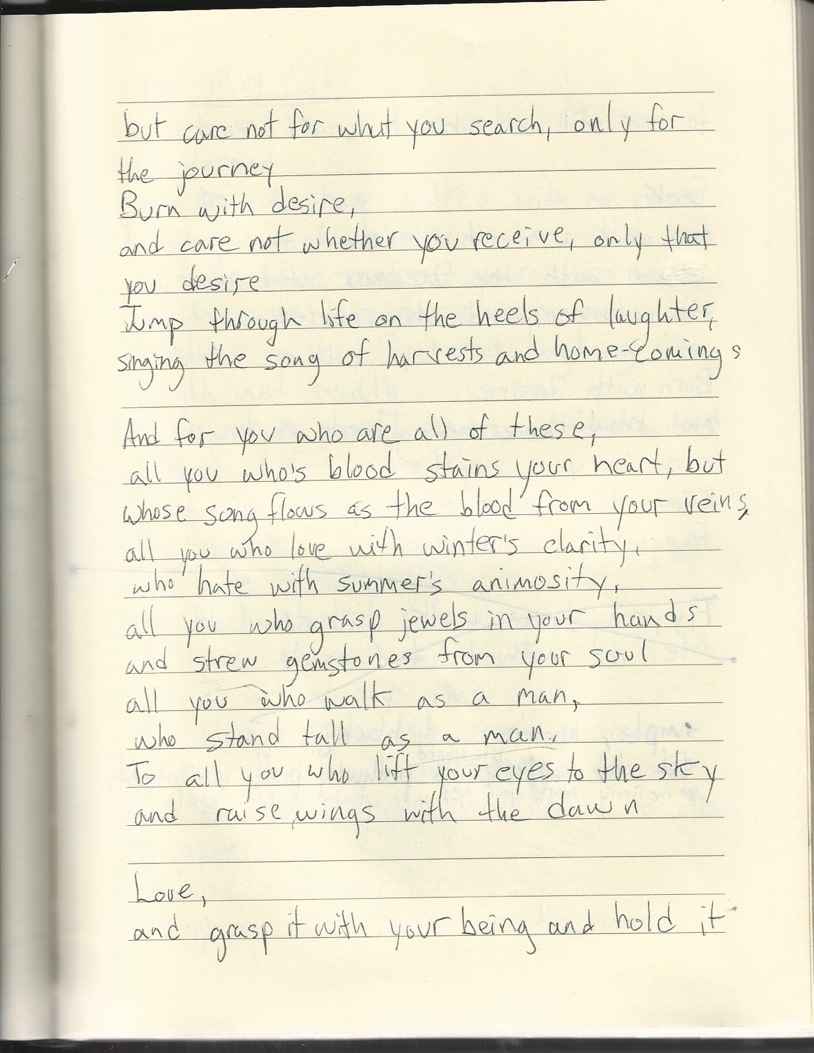 but care not for what you search, only for
the journey
Burn with desire,
and care not whether you receive, only that
you desire
Jump through life on the heels of laughter,
singing the song of harvests and home-comings
And for you who are all of these,
all you who's blood stains your heart, but
whose song flows as the blood from your veins,
all you who love with winter's clarity,
who hate with summer's animosity,
all you who grasp jewels in your hands
and strew gemstones from your soul
all you who walk as a man,
who stand tall as a man.
To all you who lift your eyes to the sky
and raise wings with the dawn
Love,
and grasp it with your being and hold it